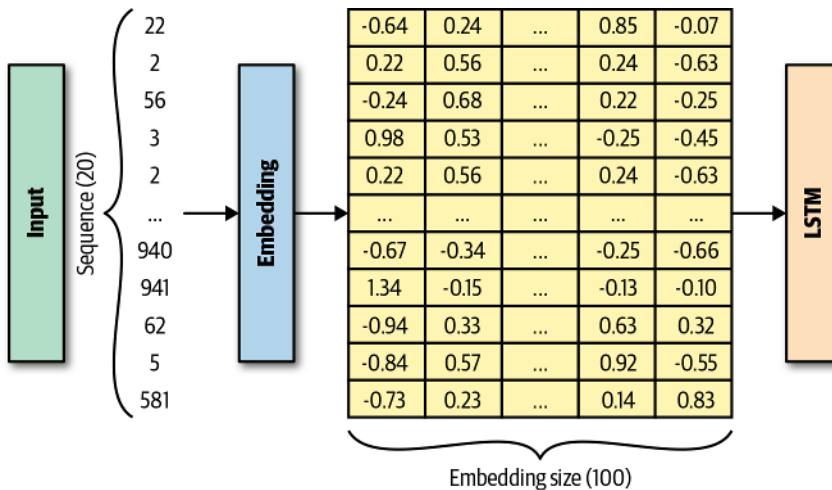 Input
Sequence (20)
22
2
56
3
2
...
940
941
62
5
581
Embedding
-0.64 0.24 ... 0.85 -0.07
0.22 0.56 ... 0.24 -0.63
-0.24 0.68 ... 0.22 -0.25
0.98 0.53 ... -0.25 -0.45
0.22 0.56 ... 0.24 -0.63
... ... ... ... ...
-0.67 -0.34 ... -0.25 -0.66
1.34 -0.15 ... -0.13 -0.10
-0.94 0.33 ... 0.63 0.32
-0.84 0.57 ... 0.92 -0.55
-0.73 0.23 ... 0.14 0.83
Embedding size (100)
LSTM